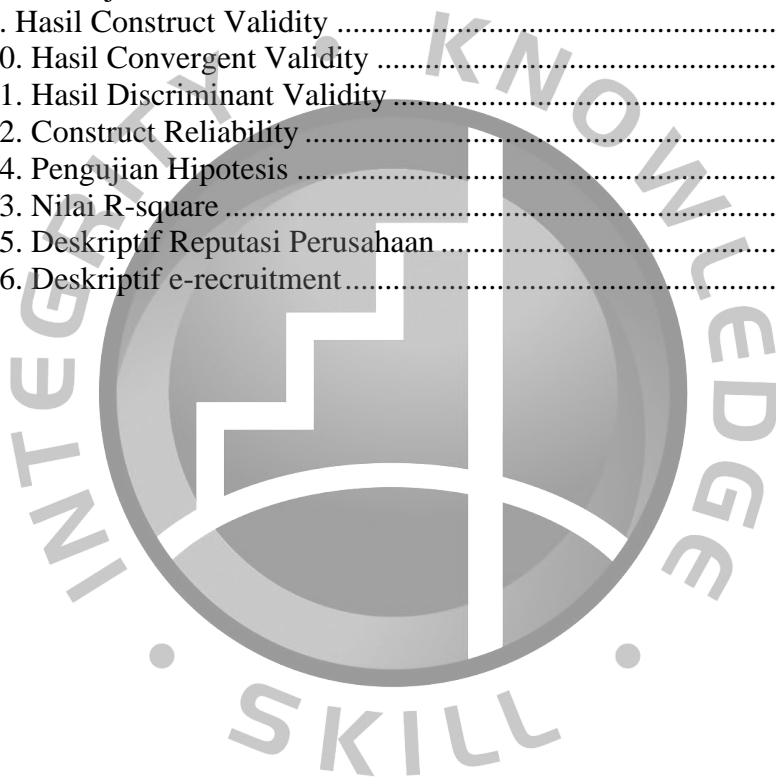 . Hasil Construct Validity ........................................................
0. Hasil Convergent Validity ...................................................
1. Hasil Discriminant Validity .................................................
2. Construct Reliability ............................................................
4. Pengujian Hipotesis .............................................................
3. Nilai R-square ......................................................................
5. Deskriptif Reputasi Perusahaan ..........................................
6. Deskriptif e-recruitment .......................................................
INTEGRITY • KNOWLEDGE • SKILL •